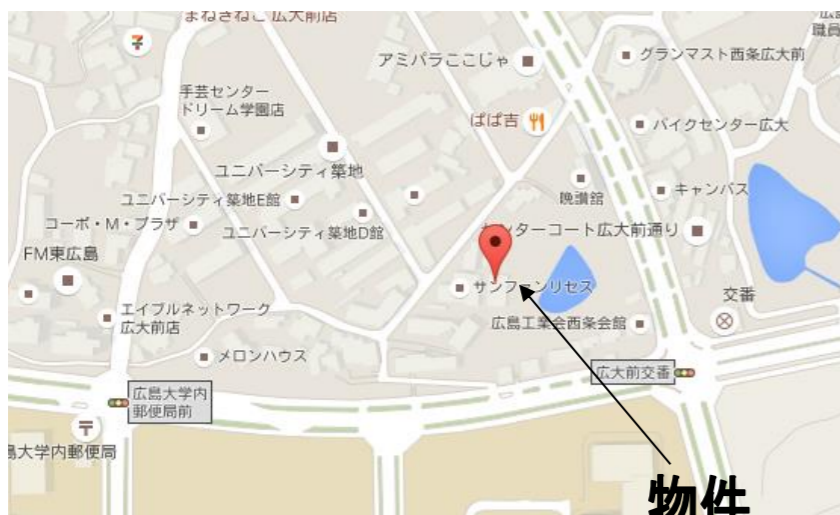 まねきねこ 広大前店
職員
グランマスト西条広大前
アミパラここじゃ
手芸センター
ドリーム学園店
ぱぱ吉
バイクセンター広大
ユニバーシティ築地
ユニバーシティ築地E館
晩讃館
キャンパス
コーポ・M・プラザ
ユニバーシティ築地D館
ンターコート広大前通り
FM東広島
サンファンリセス
交番
エイブルネットワーク
広大前店
広島工業会西条会館
メロンハウス
広大前交番
広島大学内
郵便局前
島大学内郵便局
物件